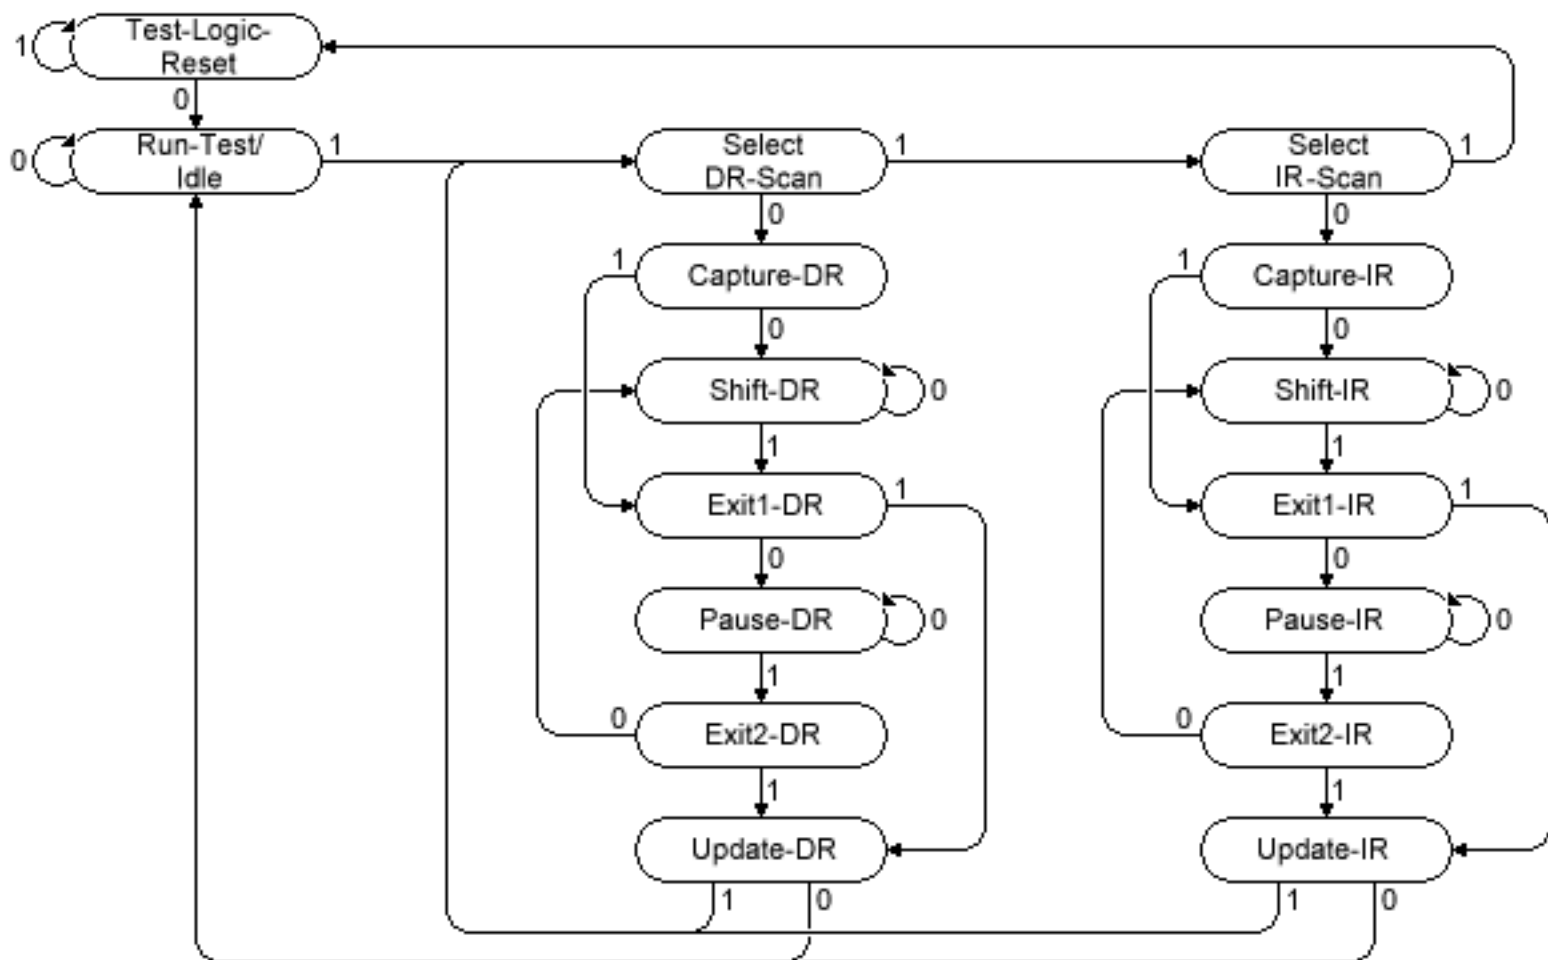 Test-Logic-
1
Reset
0
Run-Test/
1
0
Idle
Select
DR-Scan
1
Select
IR-Scan
1
0
0
1
Capture-DR
1
Capture-IR
0
0
Shift-DR
0
Shift-IR
0
1
1
Exit1-DR
1
Exit1-IR
1
0
0
Pause-DR
0
Pause-IR
0
1
1
0
Exit2-DR
0
Exit2-IR
1
1
Update-DR
Update-IR
1
0
1
0